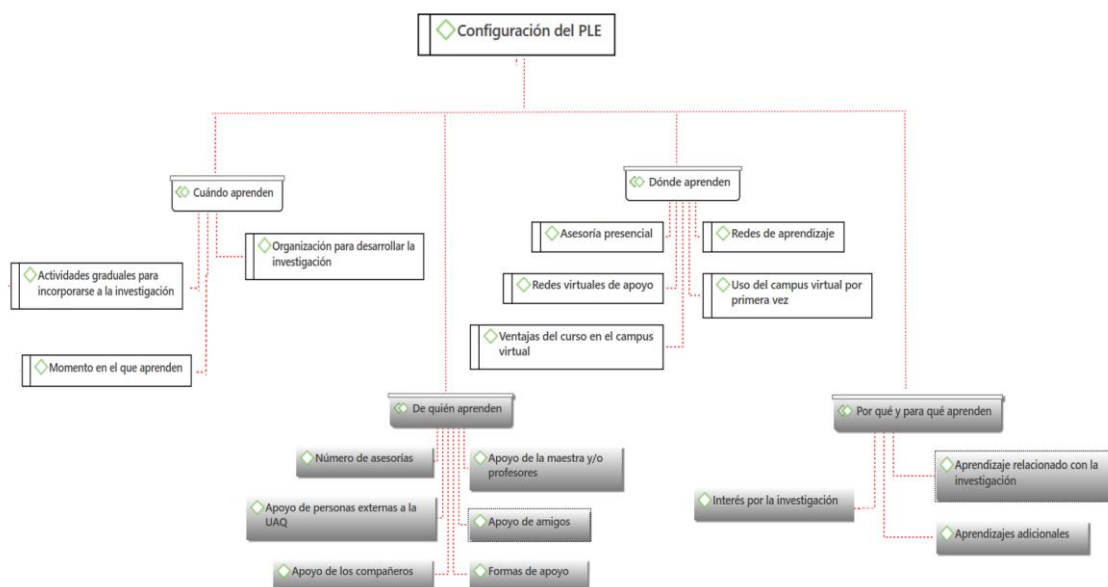 Configuración del PLE
Cuándo aprenden
Organización para desarrollar la
investigación
Actividades graduales para
incorporarse a la investigación
Momento en el que aprenden
Dónde aprenden
Asesoría presencial
Redes de aprendizaje
Redes virtuales de apoyo
Uso del campus virtual por
primera vez
Ventajas del curso en el campus
virtual
De quién aprenden
Número de asesorías
Apoyo de la maestra y/o
profesores
Apoyo de personas externas a la
UAQ
Apoyo de amigos
Apoyo de los compañeros
Formas de apoyo
Por qué y para qué aprenden
Aprendizaje relacionado con la
investigación
Interés por la investigación
Aprendizajes adicionales